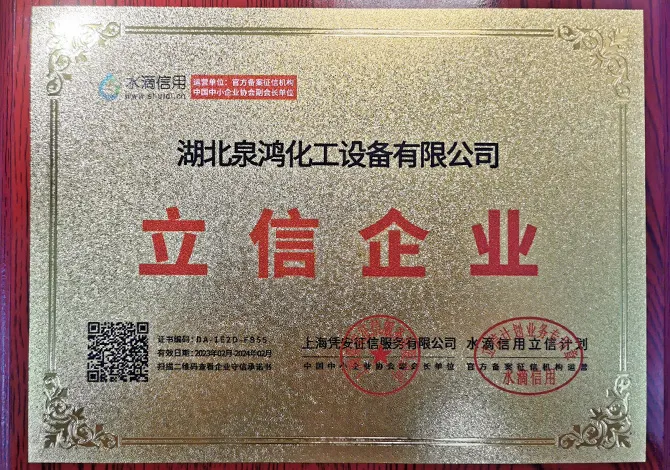 水滴信用
www.shuidi.cn
运营单位：官方备案征信机构
中国中小企业协会副会长单位
湖北泉鸿化工设备有限公司
立信企业
证书编码：DA-1E2D-FB55
有效日期：2023年02月-2024年02月
扫描二维码查看企业守信承诺书
上海凭安征信服务有限公司
中国中小企业协会副会长单位
水滴信用立信计划
官方备案征信机构运营
水滴信用